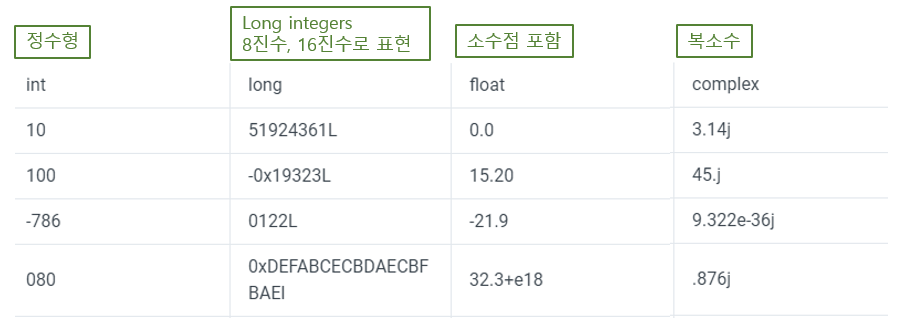 정수형
Long integers
8진수, 16진수로 표현
소수점 포함
복소수
int long float complex
10 51924361L 0.0 3.14j
100 -0x19323L 15.20 45.j
-786 0122L -21.9 9.322e-36j
080 0xDEFABCECBDAECBF
BAEl 32.3+e18 .876j